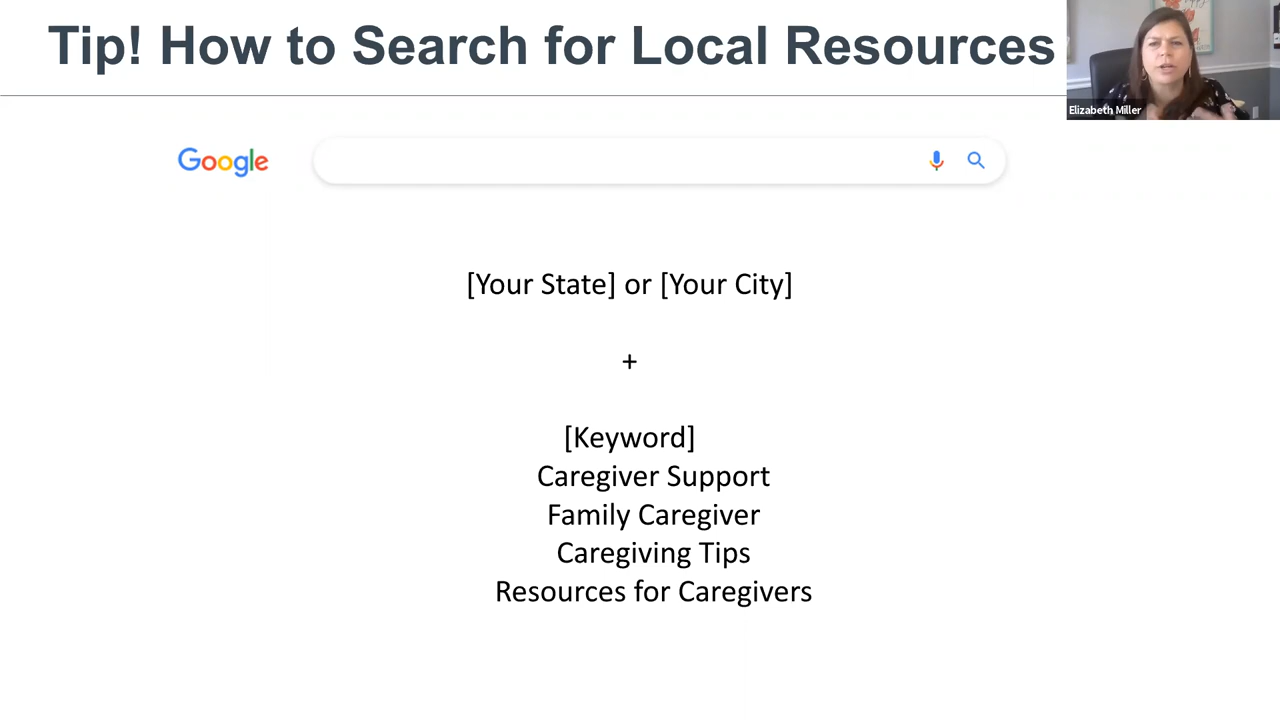 Tip! How to Search for Local Resources
Elizabeth Miller
Google
[Your State] or [Your City]
+
[Keyword]
Caregiver Support
Family Caregiver
Caregiving Tips
Resources for Caregivers